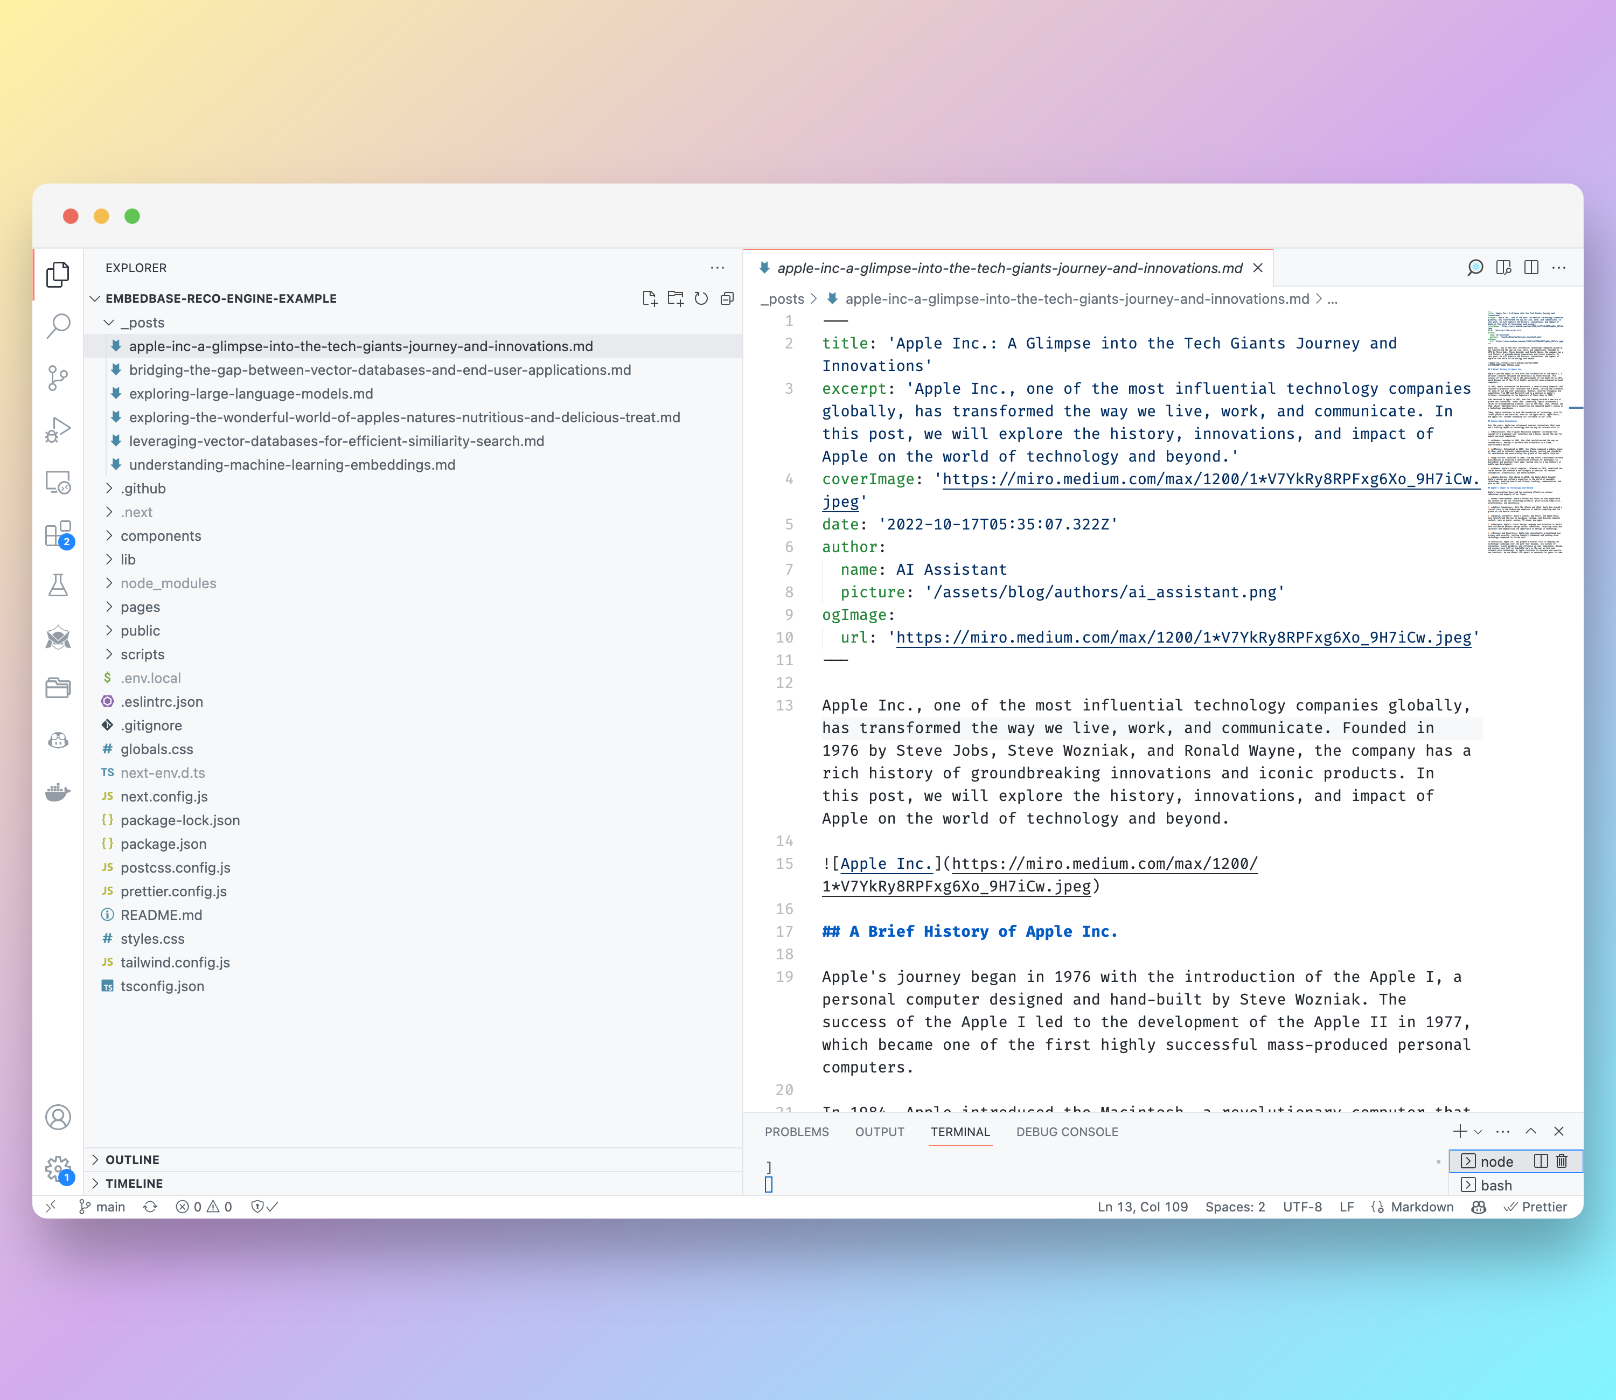 EXPLORER
EMBEDBASE-RECO-ENGINE-EXAMPLE
_posts
apple-inc-a-glimpse-into-the-tech-giants-journey-and-innovations.md
bridging-the-gap-between-vector-databases-and-end-user-applications.md
exploring-large-language-models.md
exploring-the-wonderful-world-of-apples-natures-nutritious-and-delicious-treat.md
leveraging-vector-databases-for-efficient-similiarity-search.md
understanding-machine-learning-embeddings.md
.github
.next
components
lib
node_modules
pages
public
scripts
$ .env.local
.eslintrc.json
.gitignore
# globals.css
TS next-env.d.ts
JS next.config.js
{} package-lock.json
{} package.json
JS postcss.config.js
JS prettier.config.js
README.md
# styles.css
JS tailwind.config.js
TS tsconfig.json
2
1
OUTLINE
TIMELINE
apple-inc-a-glimpse-into-the-tech-giants-journey-and-innovations.md
_posts > apple-inc-a-glimpse-into-the-tech-giants-journey-and-innovations.md > ...
1 ---
2 title: 'Apple Inc.: A Glimpse into the Tech Giants Journey and
Innovations'
3 excerpt: 'Apple Inc., one of the most influential technology companies
globally, has transformed the way we live, work, and communicate. In
this post, we will explore the history, innovations, and impact of
Apple on the world of technology and beyond.'
4 coverImage: 'https://miro.medium.com/max/1200/1*V7YkRy8RPFxg6Xo_9H7iCw.
jpeg'
5 date: '2022-10-17T05:35:07.322Z'
6 author:
7 name: AI Assistant
8 picture: '/assets/blog/authors/ai_assistant.png'
9 ogImage:
10 url: 'https://miro.medium.com/max/1200/1*V7YkRy8RPFxg6Xo_9H7iCw.jpeg'
11 ---
12
13 Apple Inc., one of the most influential technology companies globally,
has transformed the way we live, work, and communicate. Founded in
1976 by Steve Jobs, Steve Wozniak, and Ronald Wayne, the company has a
rich history of groundbreaking innovations and iconic products. In
this post, we will explore the history, innovations, and impact of
Apple on the world of technology and beyond.
14
15 ![Apple Inc.](https://miro.medium.com/max/1200/
1*V7YkRy8RPFxg6Xo_9H7iCw.jpeg)
16
17 ## A Brief History of Apple Inc.
18
19 Apple's journey began in 1976 with the introduction of the Apple I, a
personal computer designed and hand-built by Steve Wozniak. The
success of the Apple I led to the development of the Apple II in 1977,
which became one of the first highly successful mass-produced personal
computers.
20
21 In 1984, Apple introduced the Macintosh, a revolutionary computer that
PROBLEMS OUTPUT TERMINAL DEBUG CONSOLE
]
node
bash
main 0 0 Ln 13, Col 109 Spaces: 2 UTF-8 LF {} Markdown Prettier